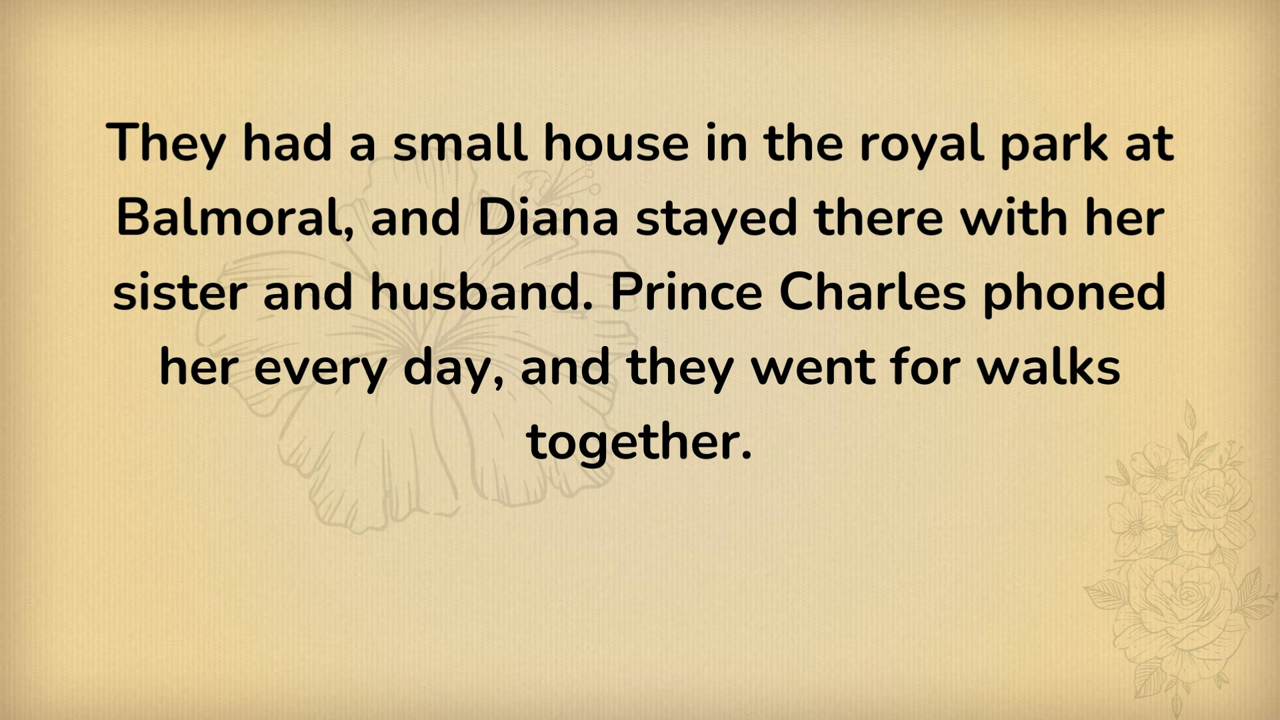 They had a small house in the royal park at
Balmoral, and Diana stayed there with her
sister and husband. Prince Charles phoned
her every day, and they went for walks
together.